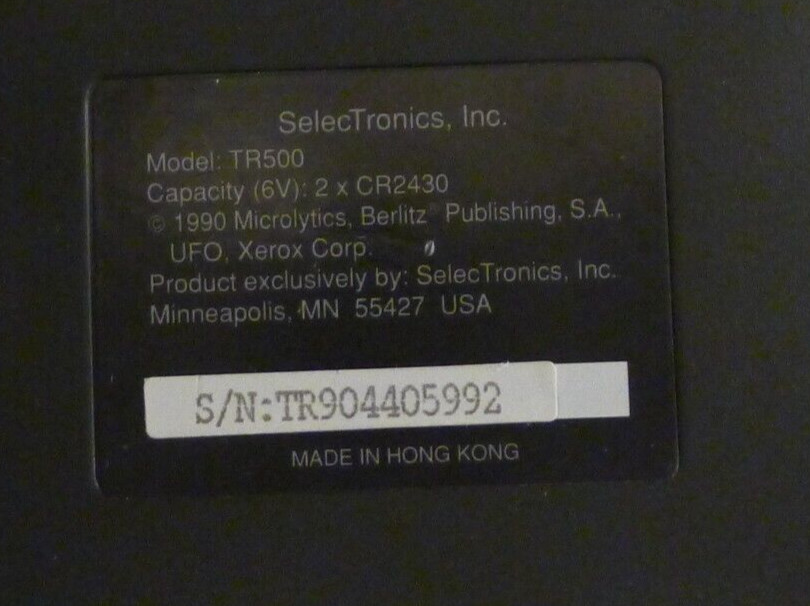 SelecTronics, Inc.
Model: TR500
Capacity (6V): 2 x CR2430
© 1990 Microlytics, Berlitz Publishing, S.A.,
UFO, Xerox Corp.
Product exclusively by: SelecTronics, Inc.
Minneapolis, MN 55427 USA
S/N:TR904405992
MADE IN HONG KONG